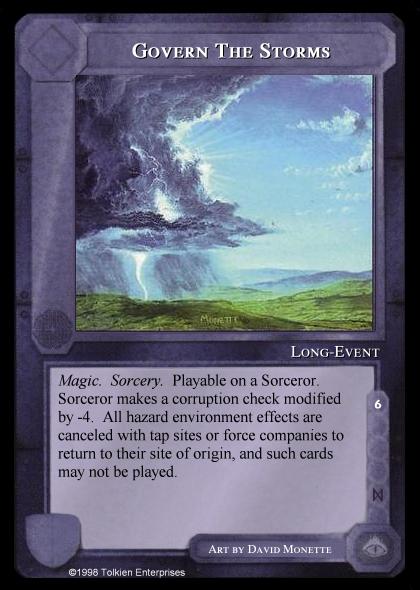 Govern The Storms
Monette
Long-Event
Magic. Sorcery. Playable on a Sorceror.
Sorceror makes a corruption check modified
by -4. All hazard environment effects are
canceled with tap sites or force companies to
return to their site of origin, and such cards
may not be played.
6
Art by David Monette
©1998 Tolkien Enterprises